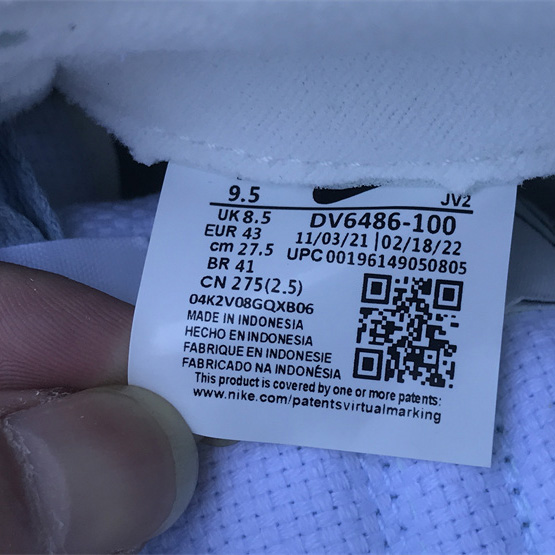 9.5 JV2
UK 8.5 DV6486-100
EUR 43 11/03/21 | 02/18/22
cm 27.5 UPC 00196149050805
BR 41
CN 275(2.5)
04K2V08GQXB06
MADE IN INDONESIA
HECHO EN INDONESIA
FABRIQUE EN INDONESIE
FABRICADO NA INDONÉSIA
This product is covered by one or more patents:
www.nike.com/patentsvirtualmarking